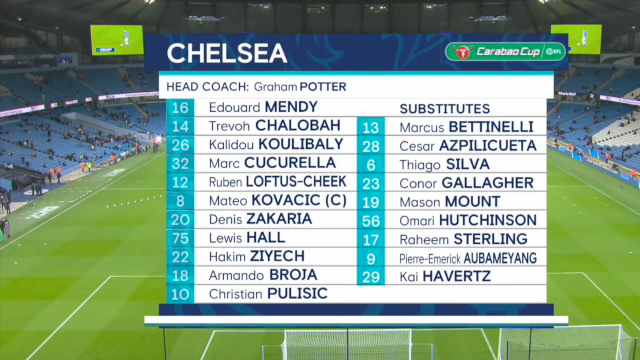 CHELSEA
Carabao Cup EFL
HEAD COACH: Graham POTTER
16 Edouard MENDY
14 Trevoh CHALOBAH
26 Kalidou KOULIBALY
32 Marc CUCURELLA
12 Ruben LOFTUS-CHEEK
8 Mateo KOVACIC (C)
20 Denis ZAKARIA
75 Lewis HALL
22 Hakim ZIYECH
18 Armando BROJA
10 Christian PULISIC
SUBSTITUTES
13 Marcus BETTINELLI
28 Cesar AZPILICUETA
6 Thiago SILVA
23 Conor GALLAGHER
19 Mason MOUNT
56 Omari HUTCHINSON
17 Raheem STERLING
9 Pierre-Emerick AUBAMEYANG
29 Kai HAVERTZ